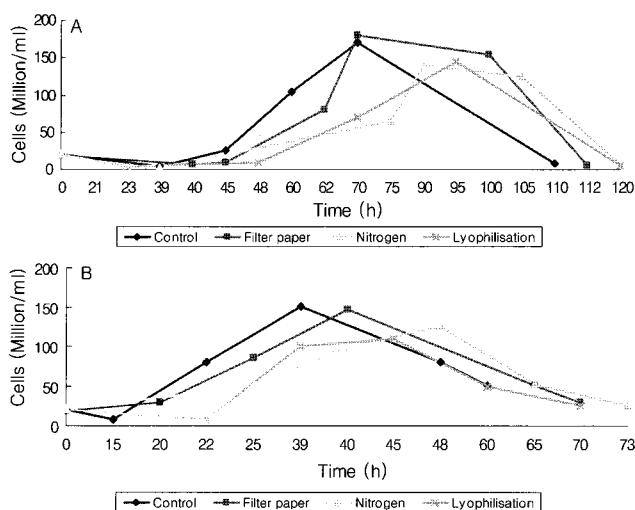 A
Cells (Million/ml)
200
150
100
50
0
0 21 23 39 40 45 48 60 62 70 75 90 95 100 105 110 112 120
Time (h)
Control Filter paper Nitrogen Lyophilisation
B
Cells (Million/ml)
200
150
100
50
0
0 15 20 22 25 39 40 45 48 60 65 70 73
Time (h)
Control Filter paper Nitrogen Lyophilisation